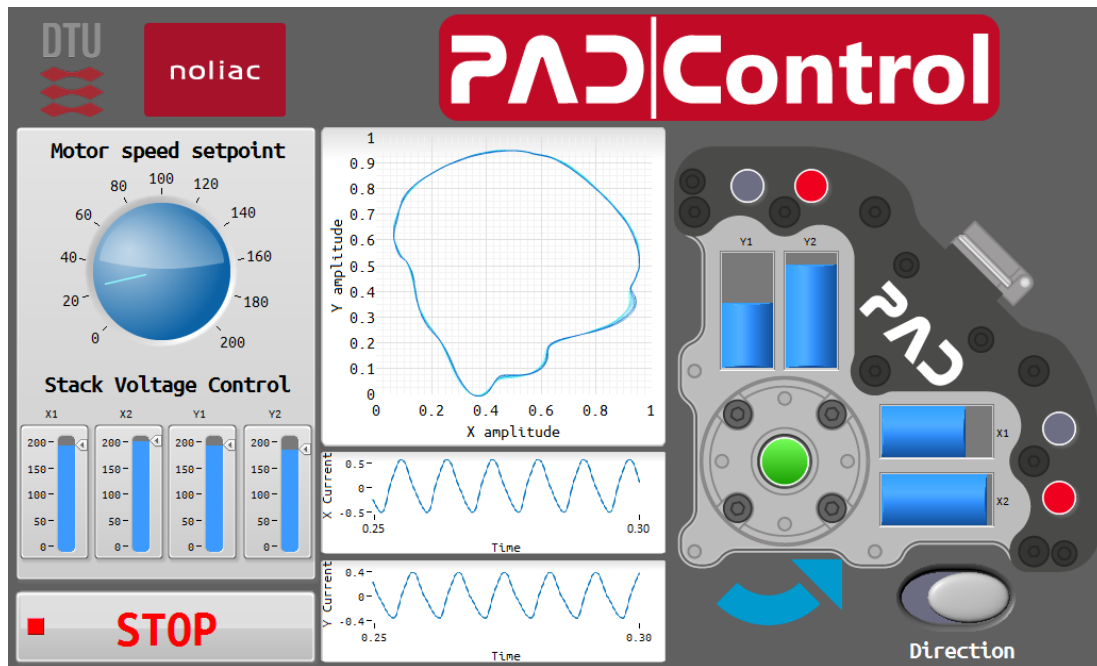 DTU
noliac
PAD Control
Motor speed setpoint
0
20
40
60
80
100
120
140
160
180
200
Stack Voltage Control
X1
X2
Y1
Y2
200
150
100
50
0
200
150
100
50
0
200
150
100
50
0
200
150
100
50
0
STOP
Y amplitude
1
0.9
0.8
0.7
0.6
0.5
0.4
0.3
0.2
0.1
0
0 0.2 0.4 0.6 0.8 1
X amplitude
X Current
0.5
0
-0.5
0.25 0.30
Time
Y Current
0.4
0
-0.4
0.25 0.30
Time
Y1
Y2
PAD
X1
X2
Direction